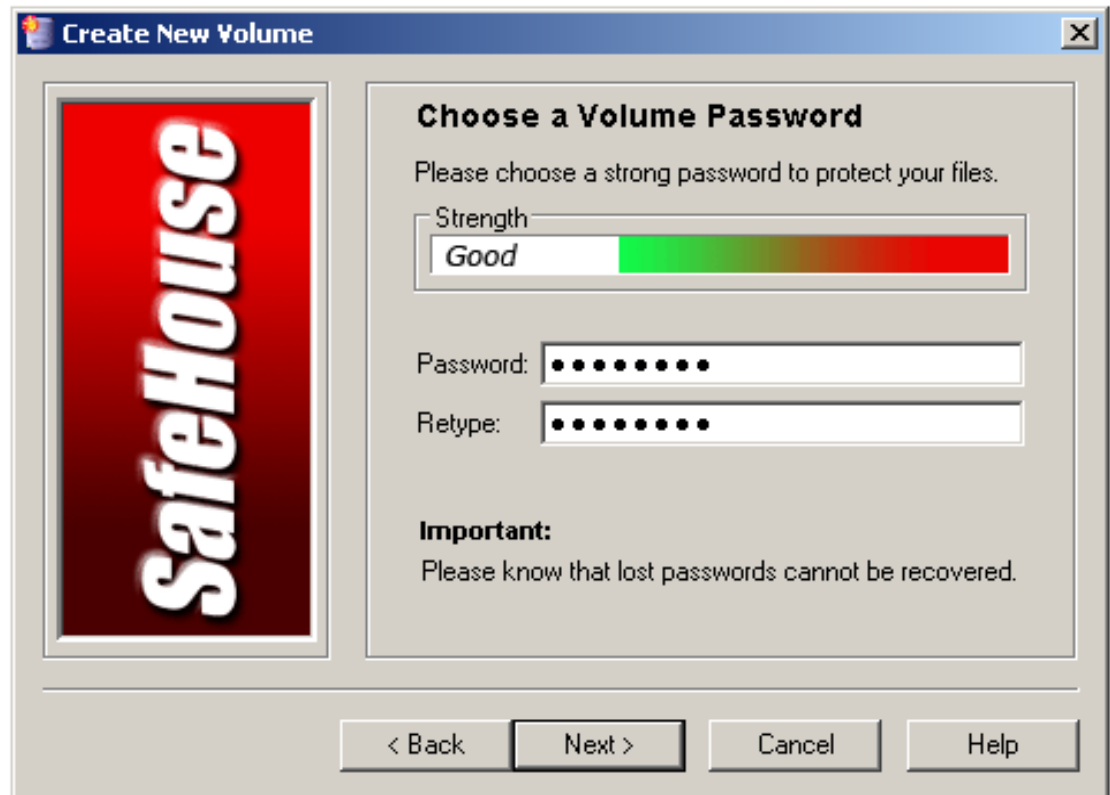 Create New Volume
SafeHouse
Choose a Volume Password
Please choose a strong password to protect your files.
Strength
Good
Password: ●●●●●●●●
Retype: ●●●●●●●●
Important:
Please know that lost passwords cannot be recovered.
< Back Next > Cancel Help